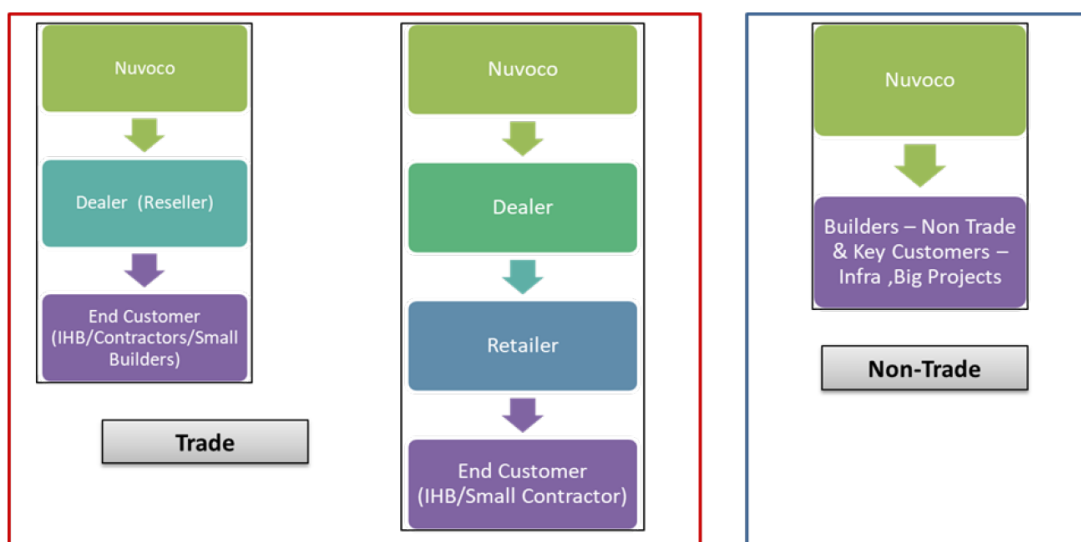 Nuvoco
Dealer (Reseller)
End Customer
(IHB/Contractors/Small
Builders)
Trade
Nuvoco
Dealer
Retailer
End Customer
(IHB/Small Contractor)
Nuvoco
Builders – Non Trade
& Key Customers –
Infra ,Big Projects
Non-Trade